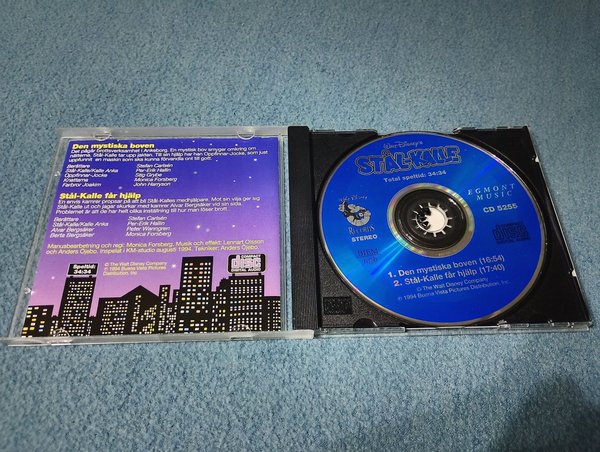 Den mystiska boven
Det pågår brottsverksamhet i Ankeborg. En mystisk bov smyger omkring om
nätterna. Stål-Kalle tar upp jakten. Till sin hjälp har han Oppfinnar-Jocke, som just
uppfunnit en maskin som ska kunna förvandla ont till gott.
Berättare Stefan Carlsén
Stål-Kalle/Kalle Anka Per-Erik Hallin
Oppfinnar-Jocke Stig Grybe
Knattarna Monica Forsberg
Farbror Joakim John Harryson
Stål-Kalle får hjälp
En envis kamrer propsar på att bli Stål-Kalles medhjälpare. Mot sin vilja ger sig
Stål-Kalle ut och jagar skurkar med kamrer Alvar Bergsäker vid sin sida.
Problemet är att de har helt olika inställning till hur man löser brott.
Berättare Stefan Carlsén
Stål-Kalle/Kalle Anka Per-Erik Hallin
Alvar Bergsäker Peter Wanngren
Berta Bergsäker Monica Forsberg
Manusbearbetning och regi: Monica Forsberg. Musik och effekt: Lennart Olsson
och Anders Öjebo. Inspelat i KM-studio augusti 1994. Tekniker: Anders Öjebo.
Speltid:
34:34
© The Walt Disney Company
℗ 1994 Buena Vista Pictures
Distribution, Inc
COMPACT
disc
DIGITAL AUDIO
Walt Disney's
STÅL-KALLE
Total speltid: 34:34
Walt Disney
RECORDS
STEREO
EGMONT
MUSIC
CD 5255
1. Den mystiska boven (16:54)
2. Stål-Kalle får hjälp (17:40)
© The Walt Disney Company
℗ 1994 Buena Vista Pictures Distribution, Inc.